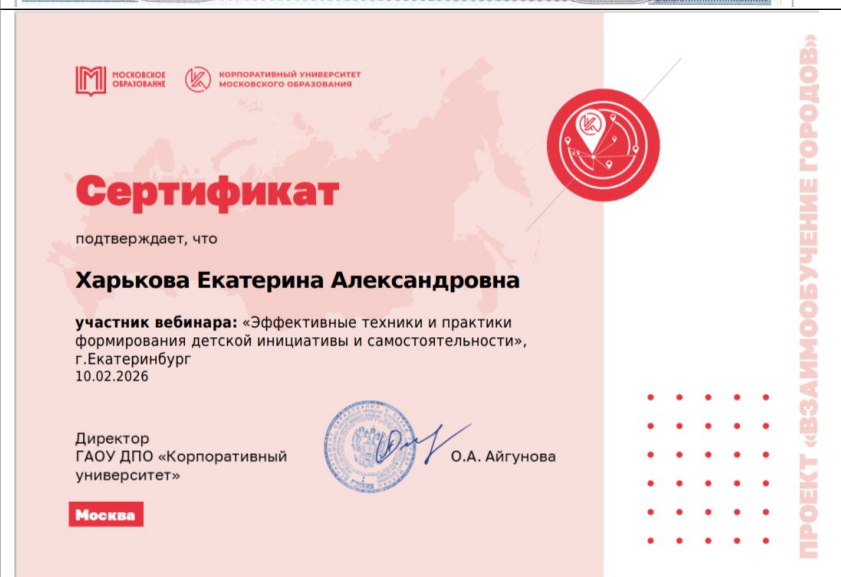 МОСКОВСКОЕ
ОБРАЗОВАНИЕ
КОРПОРАТИВНЫЙ УНИВЕРСИТЕТ
МОСКОВСКОГО ОБРАЗОВАНИЯ
Сертификат
подтверждает, что
Харькова Екатерина Александровна
участник вебинара: «Эффективные техники и практики
формирования детской инициативы и самостоятельности»,
г.Екатеринбург
10.02.2026
Директор
ГАОУ ДПО «Корпоративный
университет»
О.А. Айгунова
Москва
ПРОЕКТ «ВЗАИМООБУЧЕНИЕ ГОРОДОВ»